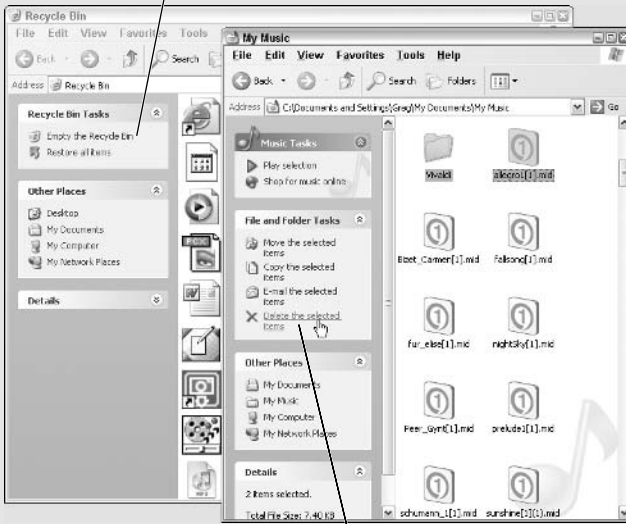 Recycle Bin
File Edit View Favorites Tools
Back Search
Address Recycle Bin
Recycle Bin Tasks
Empty the Recycle Bin
Restore all items
Other Places
Desktop
My Documents
My Computer
My Network Places
Details
My Music
File Edit View Favorites Tools Help
Back Search Folders
Address C:\Documents and Settings\Greg\My Documents\My Music Go
Music Tasks
Play selection
Shop for music online
File and Folder Tasks
Move the selected
items
Copy the selected
items
E-mail the selected
items
Delete the selected
items
Other Places
My Documents
My Music
My Computer
My Network Places
Details
2 items selected.
Total File Size: 7.40 KB
Vivaldi allegro1[1].mid
Bizet_Carmen[1].mid fallsong[1].mid
fur_elise[1].mid nightSky[1].mid
Peer_Gynt[1].mid prelude1[1].mid
schumann_1[1].mid sunshine[1](1).mid